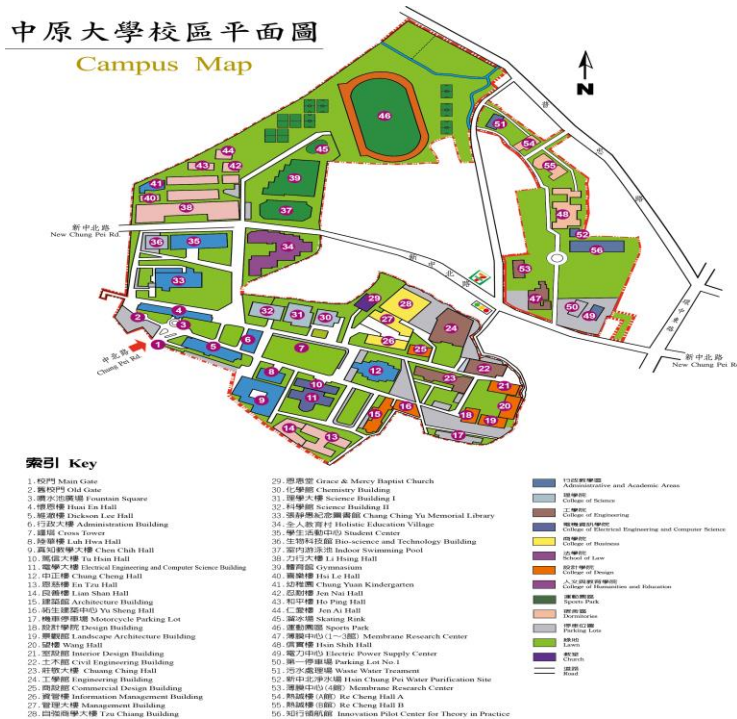 中原大學校區平面圖
Campus Map
N
新中北路
New Chung Pei Rd.
新中北路
中北路
Chung Pei Rd.
新中北路
New Chung Pei Rd
索引 Key
1.校門 Main Gate
2.舊校門 Old Gate
3.噴水池廣場 Fountain Square
4.懷恩樓 Huai En Hall
5.維澈樓 Dickson Lee Hall
6.行政大樓 Administration Building
7.鐘塔 Cross Tower
8.陸華樓 Luh Hwa Hall
9.真知教學大樓 Chen Chih Hall
10.篤信大樓 Tu Hsin Hall
11.電學大樓 Electrical Engineering and Computer Science Building
12.中正樓 Chung Cheng Hall
13.恩慈樓 En Tzu Hall
14.良善樓 Lian Shan Hall
15.建築館 Architecture Building
16.祐生建築中心 Yu Sheng Hall
17.機車停車場 Motorcycle Parking Lot
18.設計學院 Design Building
19.景觀館 Landscape Architecture Building
20.望樓 Wang Hall
21.室設館 Interior Design Building
22.土木館 Civil Engineering Building
23.莊敬大樓 Chuang Ching Hall
24.工學館 Engineering Building
25.商設館 Commercial Design Building
26.資管樓 Information Management Building
27.管理大樓 Management Building
28.自強商學大樓 Tzu Chiang Building
29.恩惠堂 Grace & Mercy Baptist Church
30.化學館 Chemistry Building
31.理學大樓 Science Building I
32.科學館 Science Building II
33.張靜愚紀念圖書館 Chang Ching Yu Memorial Library
34.全人教育村 Holistic Education Village
35.學生活動中心 Student Center
36.生物科技館 Bio-science and Technology Building
37.室內游泳池 Indoor Swimming Pool
38.力行大樓 Li Hsing Hall
39.體育館 Gymnasium
40.熹樂樓 Hsi Le Hall
41.幼稚園 Chung Yuan Kindergarten
42.忍耐樓 Jen Nai Hall
43.和平樓 Ho Ping Hall
44.仁愛樓 Jen Ai Hall
45.溜冰場 Skating Rink
46.運動園區 Sports Park
47.薄膜中心(1～3館) Membrane Research Center
48.信實樓 Hsin Shih Hall
49.電力中心 Electric Power Supply Center
50.第一停車場 Parking Lot No.1
51.污水處理場 Waste Water Treament
52.新中北淨水場 Hsin Chung Pei Water Purification Site
53.薄膜中心(4館) Membrane Research Center
54.熱誠樓(A館) Re Cheng Hall A
55.熱誠樓(B館) Re Cheng Hall B
56.知行領航館 Innovation Pilot Center for Theory in Practice
行政教學區
Administrative and Academic Areas
理學院
College of Science
工學院
College of Engineering
電機資訊學院
College of Electrical Engineering and Computer Science
商學院
College of Business
法學院
School of Law
設計學院
College of Design
人文與教育學院
College of Humanities and Education
運動園區
Sports Park
宿舍區
Dormitories
停車位置
Parking Lots
綠地
Lawn
教堂
Church
道路
Road